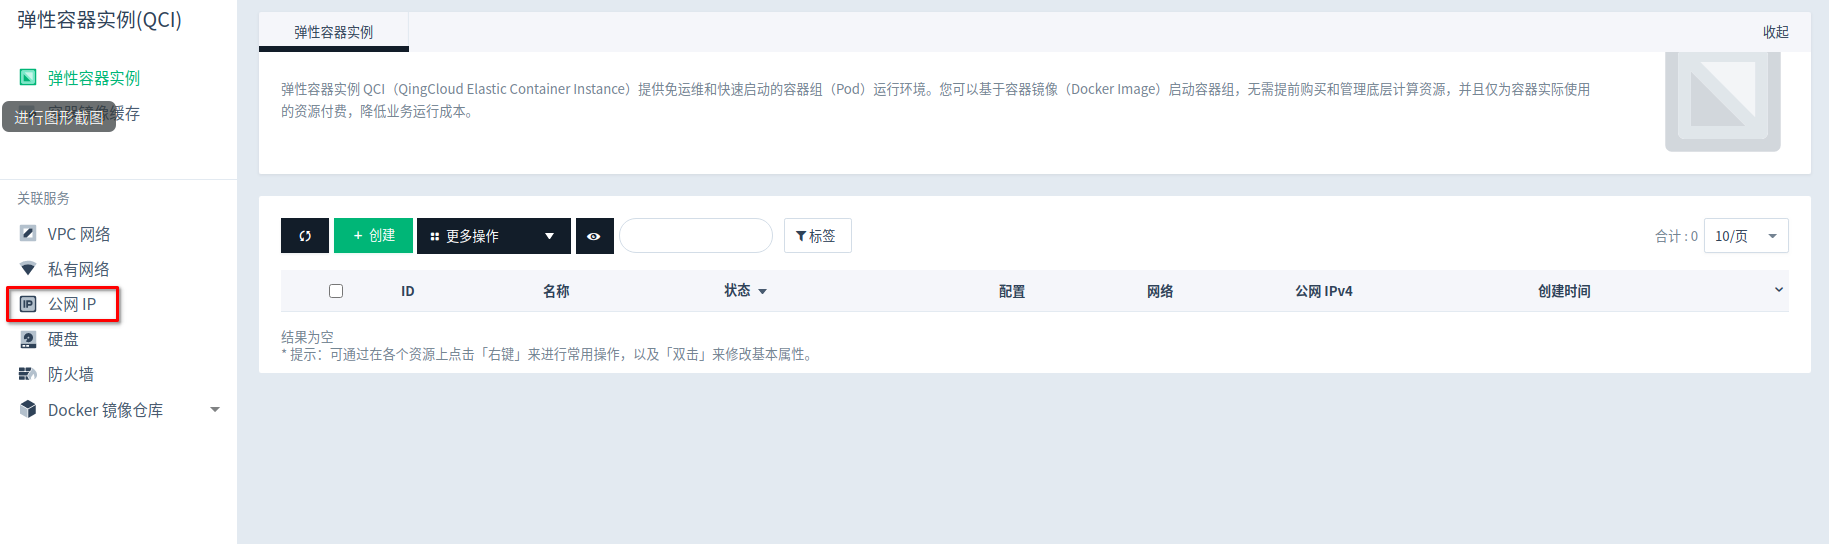 弹性容器实例(QCI)
弹性容器实例
进行图形截图
缓存
关联服务
VPC 网络
私有网络
IP 公网 IP
硬盘
防火墙
Docker 镜像仓库
弹性容器实例
收起
弹性容器实例 QCI（QingCloud Elastic Container Instance）提供免运维和快速启动的容器组（Pod）运行环境。您可以基于容器镜像（Docker Image）启动容器组，无需提前购买和管理底层计算资源，并且仅为容器实际使用
的资源付费，降低业务运行成本。
+ 创建
更多操作
标签
合计 : 0
10/页
ID 名称 状态 配置 网络 公网 IPv4 创建时间
结果为空
* 提示：可通过在各个资源上点击「右键」来进行常用操作，以及「双击」来修改基本属性。